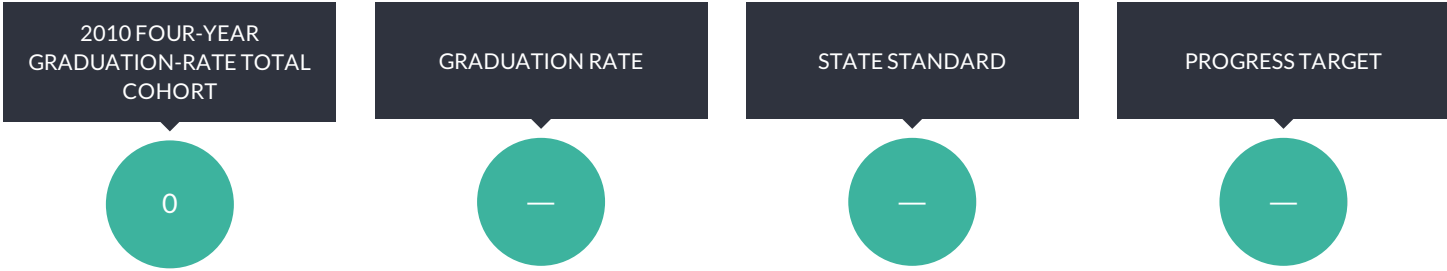 2010 FOUR-YEAR
GRADUATION-RATE TOTAL
COHORT
0
GRADUATION RATE
—
STATE STANDARD
—
PROGRESS TARGET
—